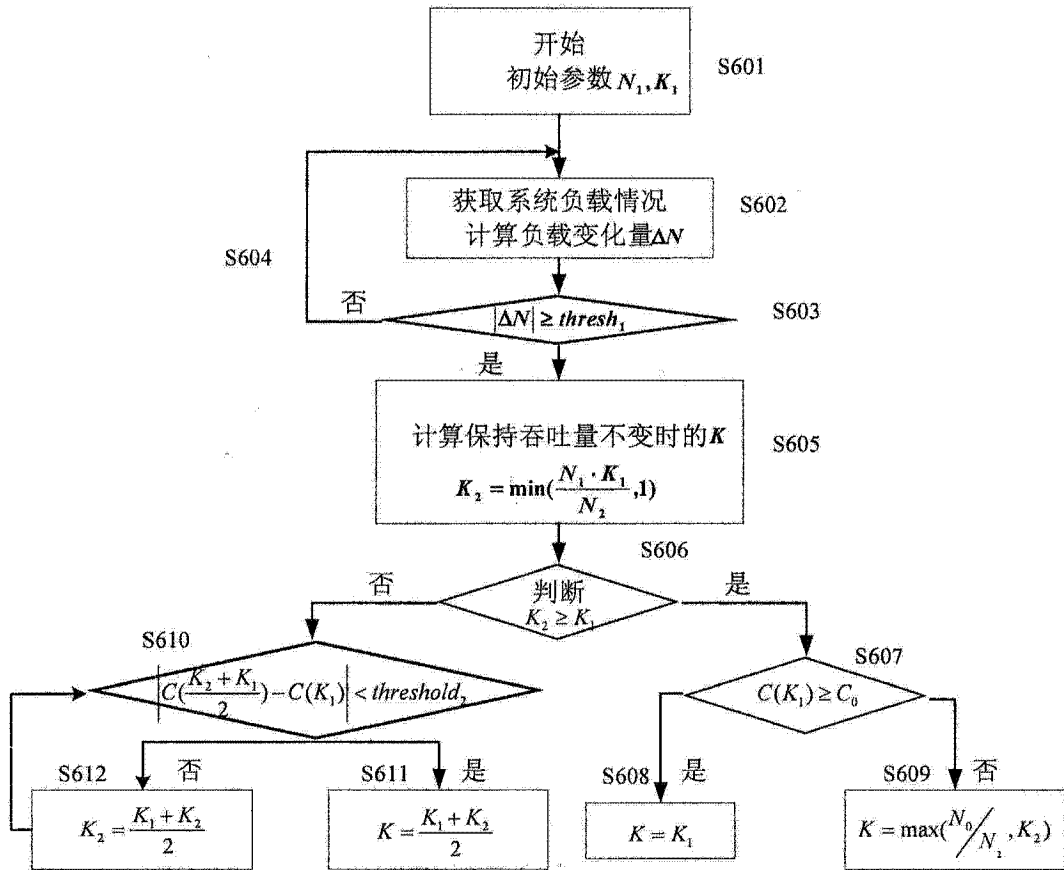 开始
初始参数 N₁, K₁
S601
获取系统负载情况
计算负载变化量ΔN
S602
S604
否
|ΔN| ≥ thresh₁
S603
是
计算保持吞吐量不变时的K
K₂ = min(N₁·K₁/N₂,1)
S605
S606
否
判断
K₂ ≥ K₁
是
S610
|C((K₂+K₁)/2)−C(K₁)| < threshold₂
S607
C(K₁) ≥ C₀
S612
否
S611
是
S608
是
S609
否
K₂ = (K₁+K₂)/2
K = (K₁+K₂)/2
K = K₁
K = max(N₀/N₂, K₂)